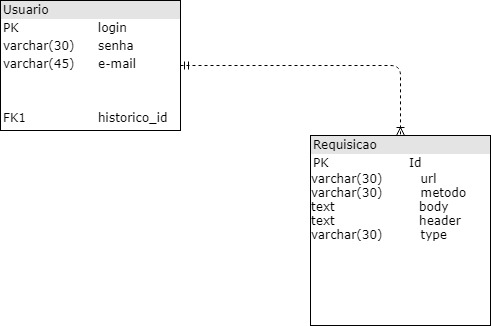 Usuario
PK login
varchar(30) senha
varchar(45) e-mail
FK1 historico_id
Requisicao
PK Id
varchar(30) url
varchar(30) metodo
text body
text header
varchar(30) type